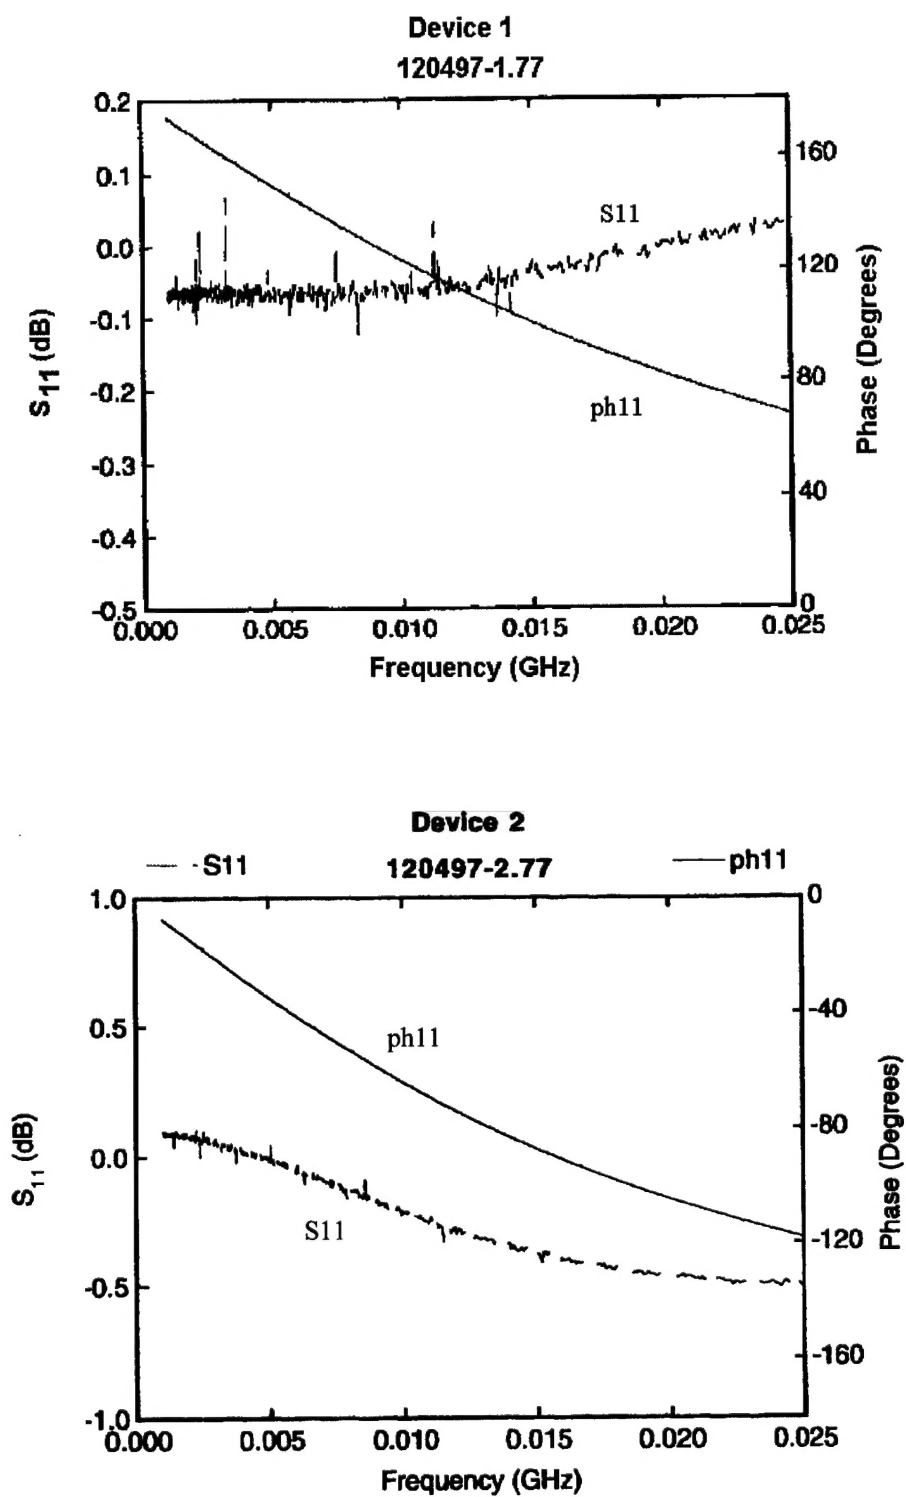 Device 1
120497-1.77
0.2
0.1
0.0
-0.1
-0.2
-0.3
-0.4
-0.5
S11 (dB)
S11
ph11
160
120
80
40
0
Phase (Degrees)
0.000 0.005 0.010 0.015 0.020 0.025
Frequency (GHz)
Device 2
S11 120497-2.77 ph11
1.0
0.5
0.0
-0.5
-1.0
S11 (dB)
ph11
S11
0
-40
-80
-120
-160
Phase (Degrees)
0.000 0.005 0.010 0.015 0.020 0.025
Frequency (GHz)